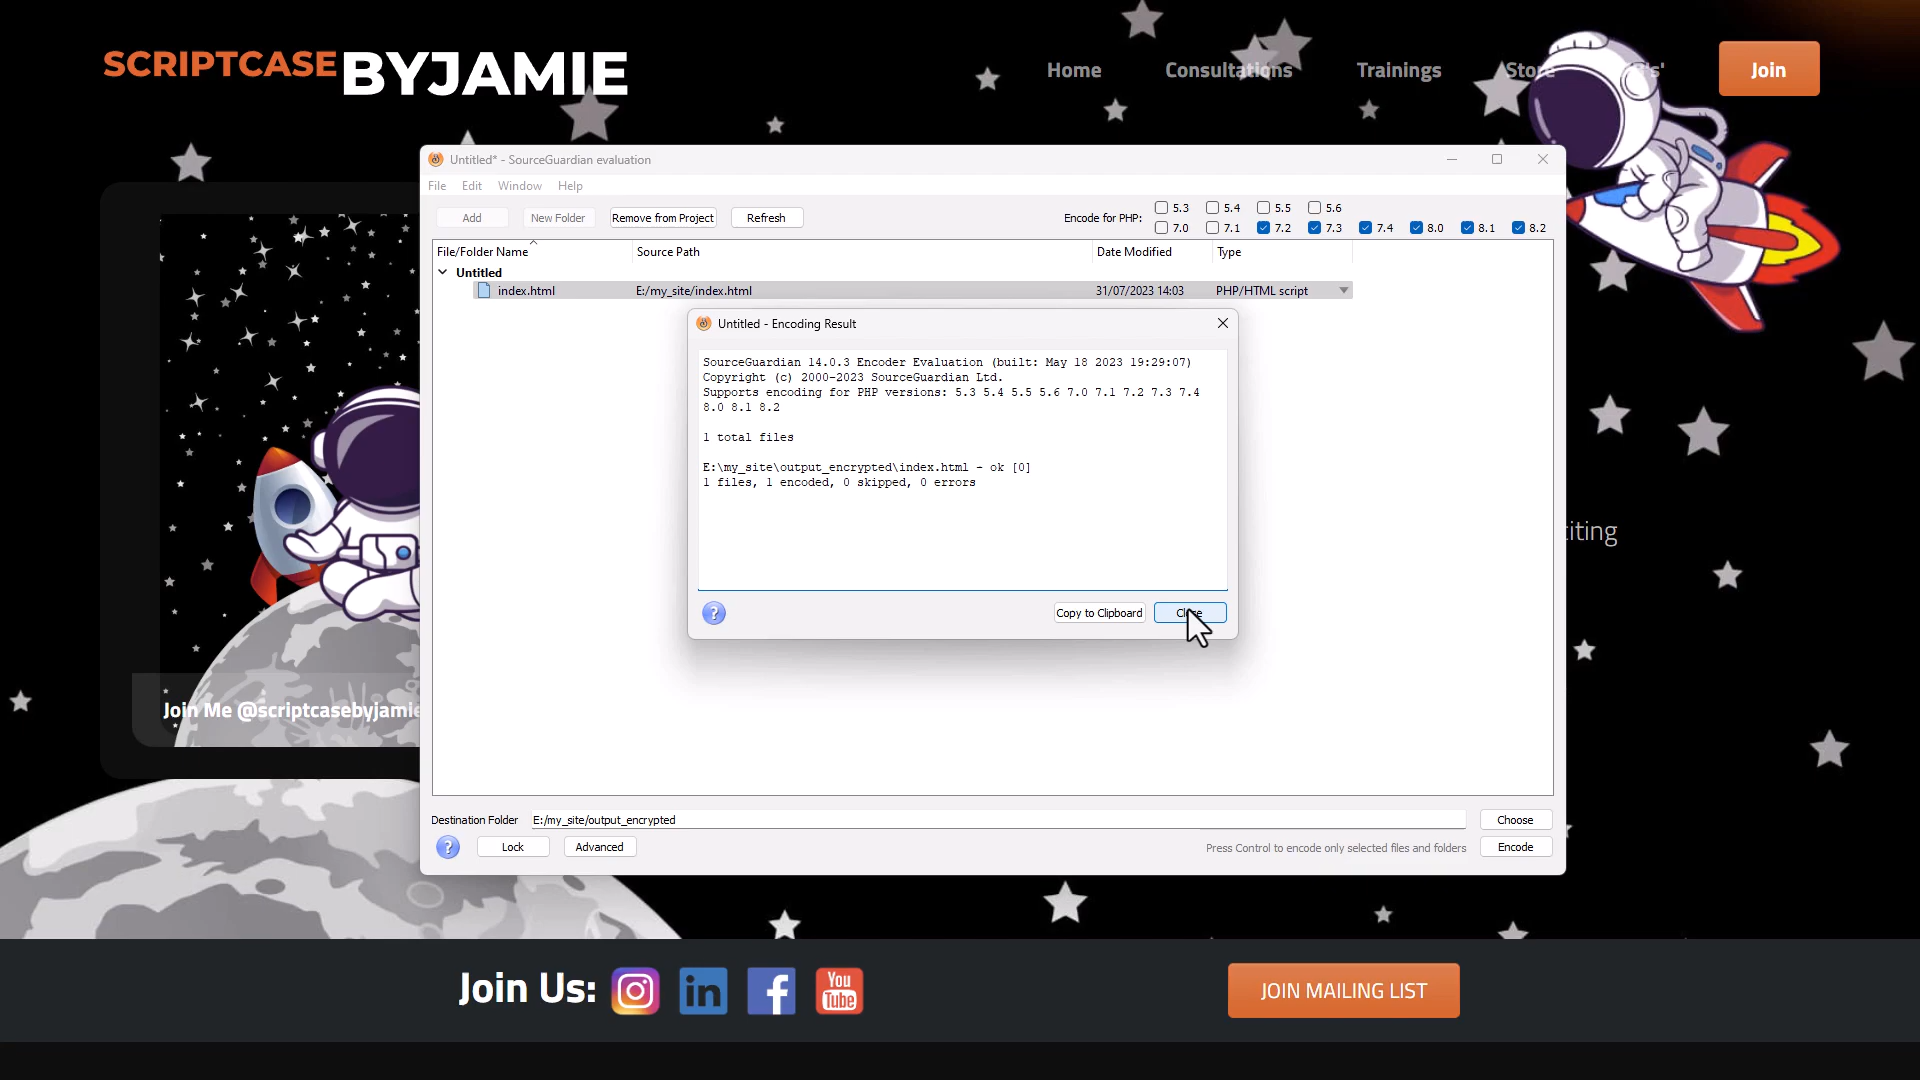 SCRIPTCASE BYJAMIE
Home
Consultations
Trainings
Store
Join
Untitled* - SourceGuardian evaluation
File Edit Window Help
Add New Folder Remove from Project Refresh
Encode for PHP:
5.3 5.4 5.5 5.6
7.0 7.1 7.2 7.3 7.4 8.0 8.1 8.2
File/Folder Name Source Path Date Modified Type
Untitled
index.html E:/my_site/index.html 31/07/2023 14:03 PHP/HTML script
Untitled - Encoding Result
SourceGuardian 14.0.3 Encoder Evaluation (built: May 18 2023 19:29:07)
Copyright (c) 2000-2023 SourceGuardian Ltd.
Supports encoding for PHP versions: 5.3 5.4 5.5 5.6 7.0 7.1 7.2 7.3 7.4
8.0 8.1 8.2
1 total files
E:\my_site\output_encrypted\index.html - ok [0]
1 files, 1 encoded, 0 skipped, 0 errors
Copy to Clipboard
Join Me @scriptcasebyjamie
Destination Folder E:/my_site/output_encrypted Choose
Lock Advanced Press Control to encode only selected files and folders Encode
Join Us:
You
Tube
JOIN MAILING LIST